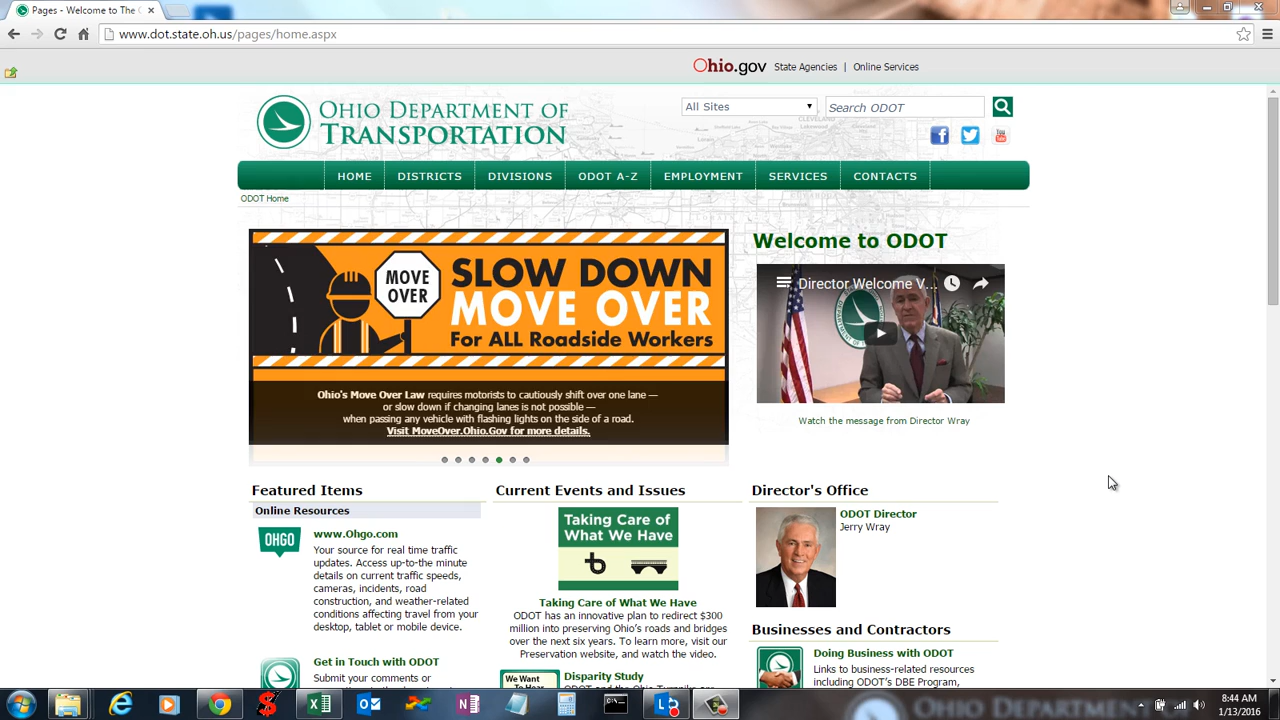 Pages - Welcome to The
www.dot.state.oh.us/pages/home.aspx
Ohio.gov State Agencies | Online Services
OHIO DEPARTMENT OF
TRANSPORTATION
All Sites
Search ODOT
You
HOME DISTRICTS DIVISIONS ODOT A-Z EMPLOYMENT SERVICES CONTACTS
ODOT Home
MOVE
OVER
SLOW DOWN
MOVE OVER
For ALL Roadside Workers
Ohio's Move Over Law requires motorists to cautiously shift over one lane —
or slow down if changing lanes is not possible —
when passing any vehicle with flashing lights on the side of a road.
Visit MoveOver.Ohio.Gov for more details.
Welcome to ODOT
Director Welcome V...
Watch the message from Director Wray
Featured Items
Online Resources
OHGO
www.Ohgo.com
Your source for real time traffic
updates. Access up-to-the minute
details on current traffic speeds,
cameras, incidents, road
construction, and weather-related
conditions affecting travel from your
desktop, tablet or mobile device.
Get in Touch with ODOT
Submit your comments or
Current Events and Issues
Taking Care of
What We Have
Taking Care of What We Have
ODOT has an innovative plan to redirect $300
million into preserving Ohio's roads and bridges
over the next six years. To learn more, visit our
Preservation website, and watch the video.
We Want
Disparity Study
Director's Office
ODOT Director
Jerry Wray
Businesses and Contractors
Doing Business with ODOT
Links to business-related resources
including ODOT's DBE Program,
8:44 AM
1/13/2016